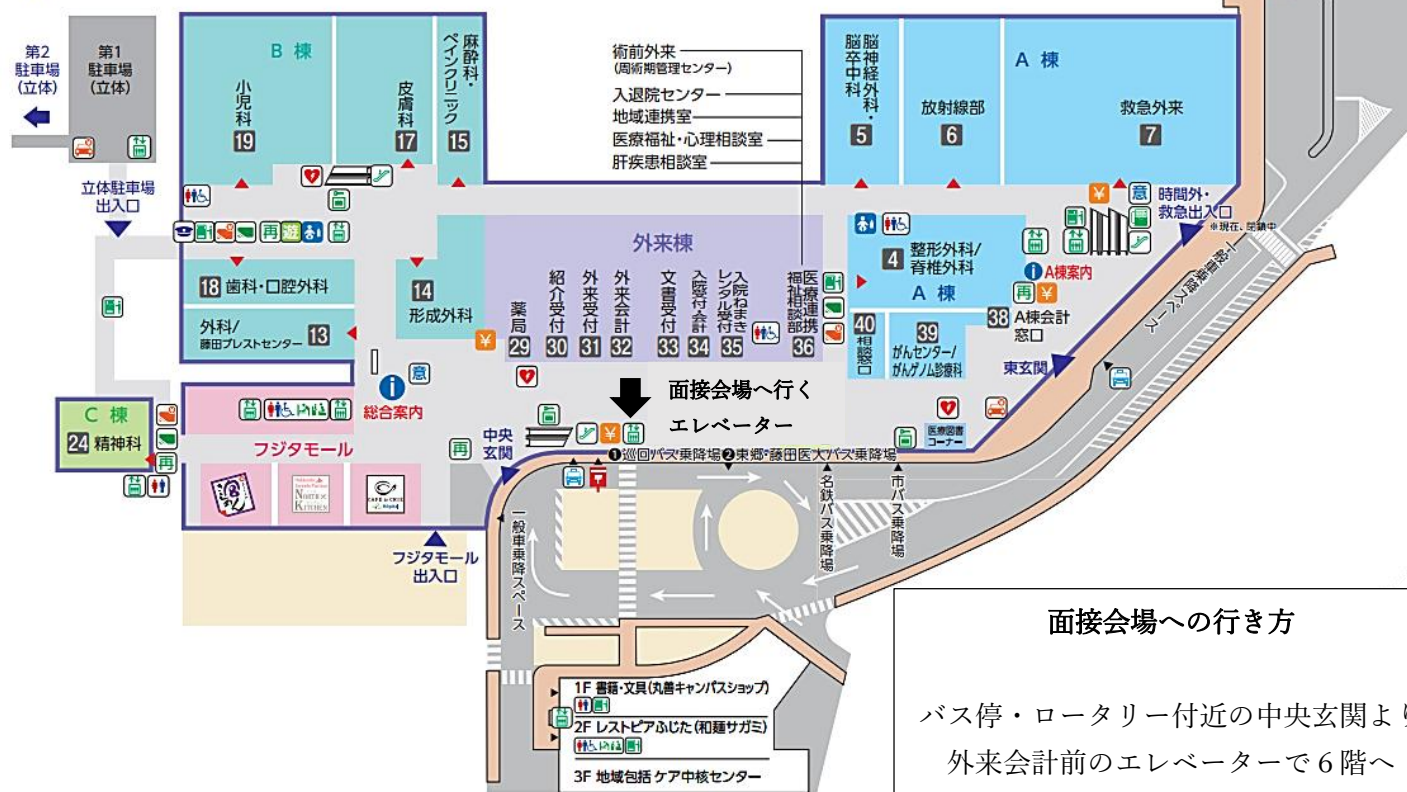 第2
駐車場
(立体)
第1
駐車場
(立体)
立体駐車場
出入口
B 棟
小児科
19
皮膚科
17
麻酔科・
ペインクリニック
15
術前外来
(周術期管理センター)
入退院センター
地域連携室
医療福祉・心理相談室
肝疾患相談室
脳神経外科・
脳卒中科
5
A 棟
放射線部
6
救急外来
7
時間外・
救急出入口
※現在、閉鎖中
一般車乗降スペース
再
遊
意
外来棟
18 歯科・口腔外科
外科/
藤田ブレストセンター 13
14
形成外科
薬局
29
紹介受付
30
外来受付
31
外来会計
32
文書受付
33
入院受付・会計
34
入院ねまき
レンタル受付
35
医療連携
福祉相談部
36
4 整形外科/
脊椎外科
A 棟
A棟案内
再
38 A棟会計
窓口
40
相談窓口
39
がんセンター/
がんゲノム診療科
東玄関
医療図書
コーナー
意
総合案内
C 棟
24 精神科
再
フジタモール
NORTH
KITCHEN
再
中央
玄関
面接会場へ行く
エレベーター
❶巡回バス乗降場❷東郷・藤田医大バス乗降場
名鉄バス乗降場
市バス乗降場
フジタモール
出入口
一般車乗降スペース
1F 書籍・文具(丸善キャンパスショップ)
2F レストピアふじた(和麺サガミ)
3F 地域包括 ケア中核センター
面接会場への行き方
バス停・ロータリー付近の中央玄関より
外来会計前のエレベーターで6階へ